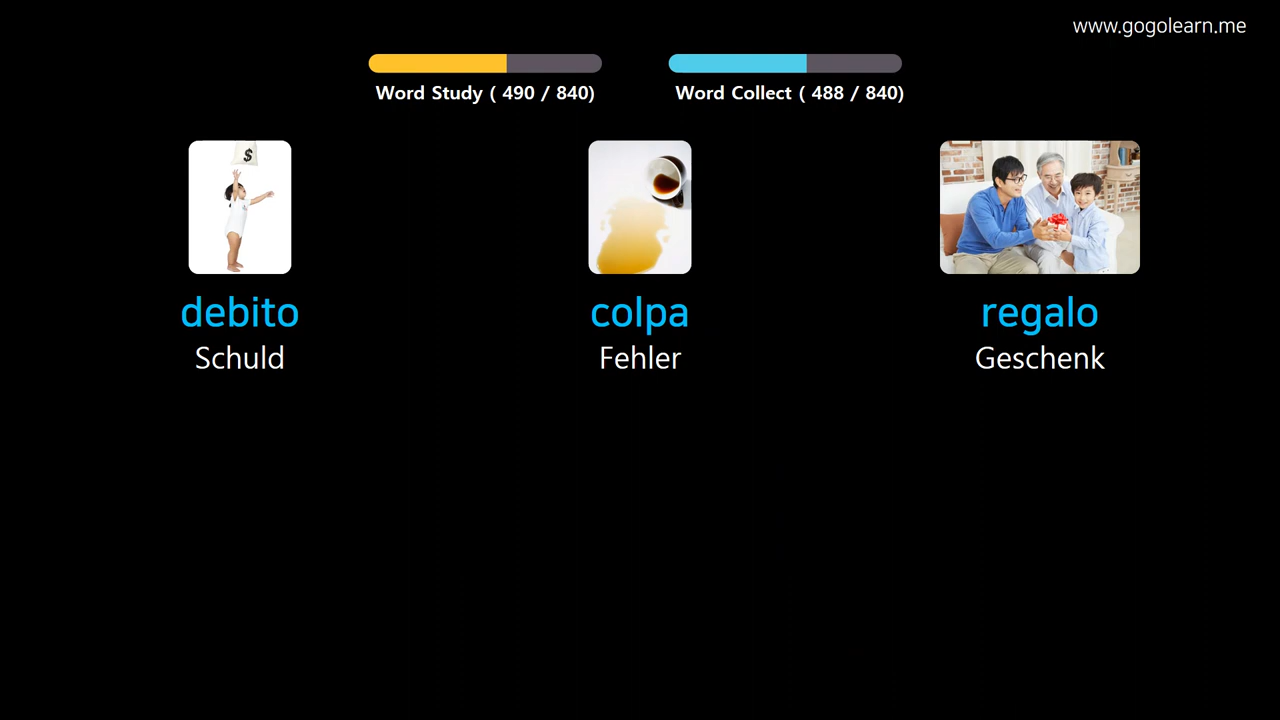 www.gogolearn.me
Word Study ( 490 / 840)
Word Collect ( 488 / 840)
$
debito
colpa
regalo
Schuld
Fehler
Geschenk